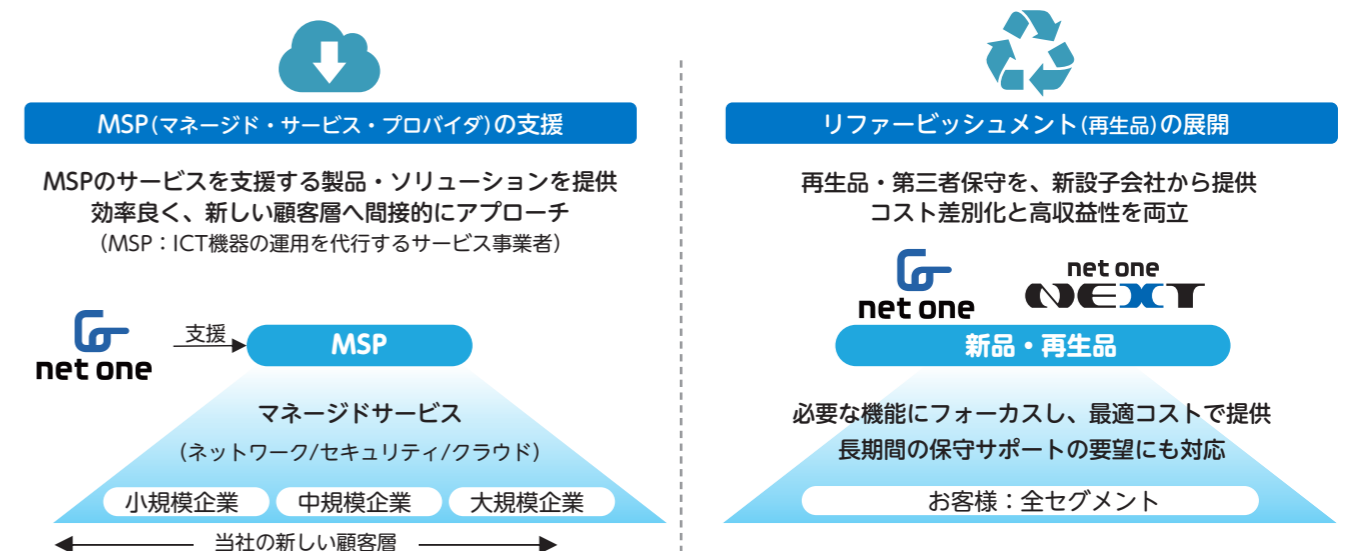 MSP(マネージド・サービス・プロバイダ)の支援
MSPのサービスを支援する製品・ソリューションを提供
効率良く、新しい顧客層へ間接的にアプローチ
(MSP：ICT機器の運用を代行するサービス事業者)
net one
支援
MSP
マネージドサービス
(ネットワーク/セキュリティ/クラウド)
小規模企業
中規模企業
大規模企業
当社の新しい顧客層
リファービッシュメント(再生品)の展開
再生品・第三者保守を、新設子会社から提供
コスト差別化と高収益性を両立
net one
net one
NEXT
新品・再生品
必要な機能にフォーカスし、最適コストで提供
長期間の保守サポートの要望にも対応
お客様：全セグメント